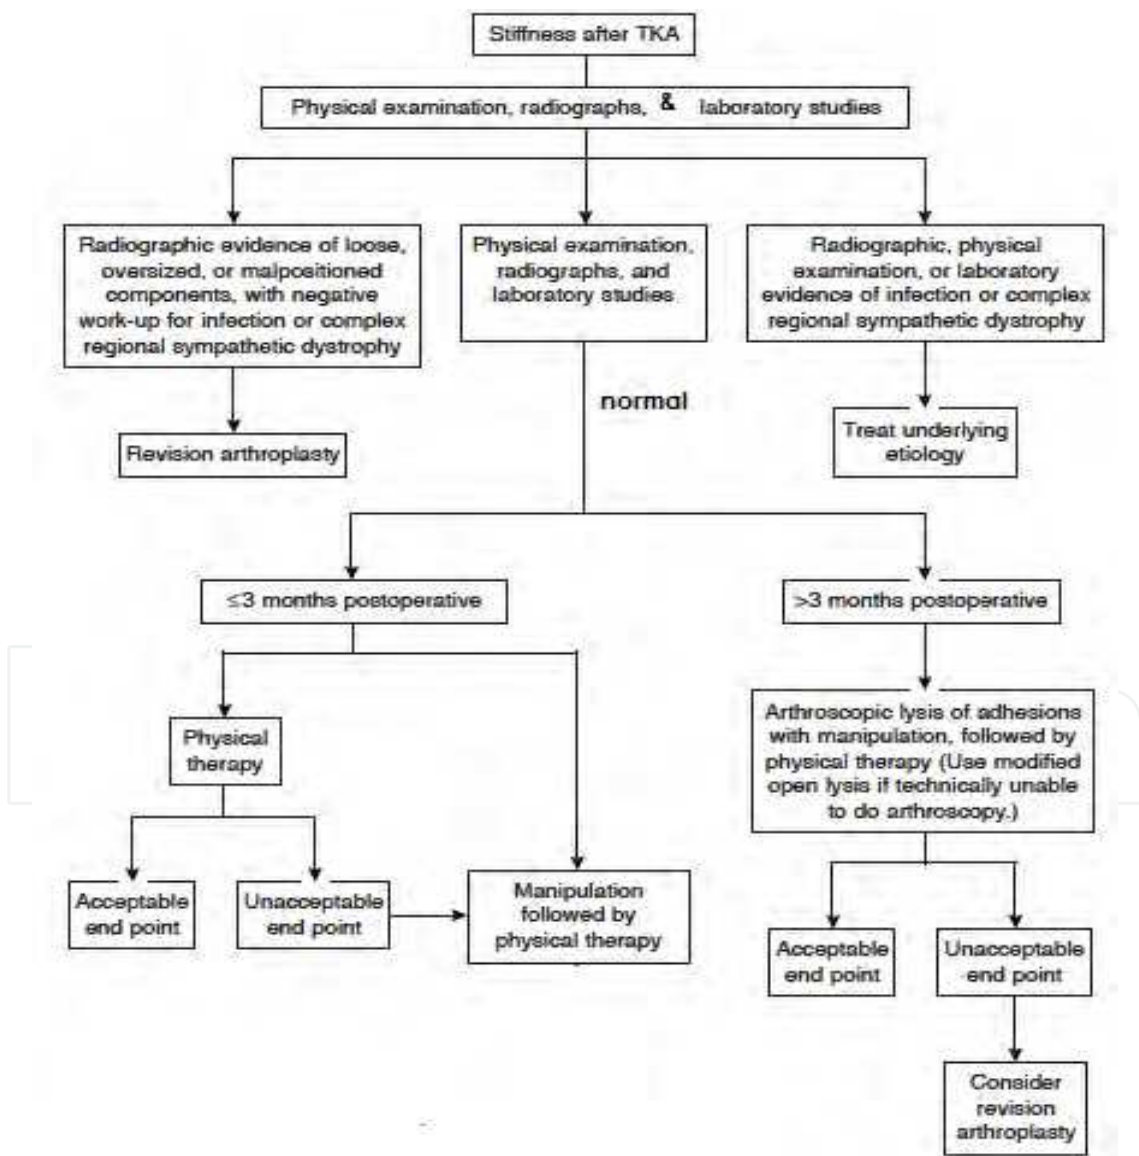 Stiffness after TKA
Physical examination, radiographs, & laboratory studies
Radiographic evidence of loose,
oversized, or malpositioned
components, with negative
work-up for infection or complex
regional sympathetic dystrophy
Physical examination,
radiographs, and
laboratory studies
Radiographic, physical
examination, or laboratory
evidence of infection or complex
regional sympathetic dystrophy
normal
Revision arthroplasty
Treat underlying
etiology
≤3 months postoperative
>3 months postoperative
Physical
therapy
Arthroscopic lysis of adhesions
with manipulation, followed by
physical therapy (Use modified
open lysis if technically unable
to do arthroscopy.)
Acceptable
end point
Unacceptable
end point
Manipulation
followed by
physical therapy
Acceptable
end point
Unacceptable
end point
Consider
revision
arthroplasty